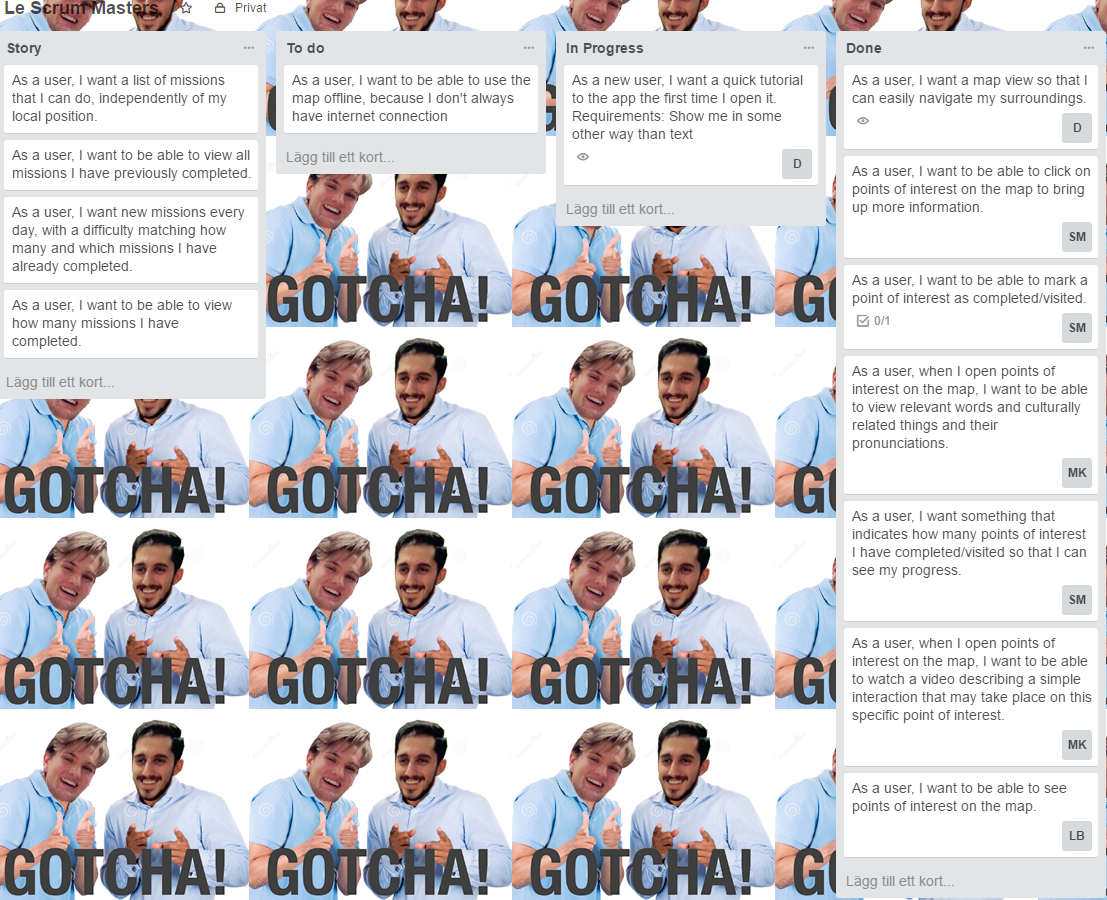 Le Scrum Masters
Privat
Story
As a user, I want a list of missions
that I can do, independently of my
local position.
As a user, I want to be able to view all
missions I have previously completed.
As a user, I want new missions every
day, with a difficulty matching how
many and which missions I have
already completed.
As a user, I want to be able to view
how many missions I have
completed.
Lägg till ett kort...
To do
As a user, I want to be able to use the
map offline, because I don't always
have internet connection
Lägg till ett kort...
In Progress
As a new user, I want a quick tutorial
to the app the first time I open it.
Requirements: Show me in some
other way than text
D
Lägg till ett kort...
Done
As a user, I want a map view so that I
can easily navigate my surroundings.
D
As a user, I want to be able to click on
points of interest on the map to bring
up more information.
SM
As a user, I want to be able to mark a
point of interest as completed/visited.
0/1
SM
As a user, when I open points of
interest on the map, I want to be able
to view relevant words and culturally
related things and their
pronunciations.
MK
As a user, I want something that
indicates how many points of interest
I have completed/visited so that I can
see my progress.
SM
As a user, when I open points of
interest on the map, I want to be able
to watch a video describing a simple
interaction that may take place on this
specific point of interest.
MK
As a user, I want to be able to see
points of interest on the map.
LB
Lägg till ett kort...
GOTCHA!
GOTCHA!
GOTCHA!
GOTCHA!
GOTCHA!
GOTCHA!
GOTCHA!
GOTCHA!
GOTCHA!
GOTCHA!
GOTCHA!